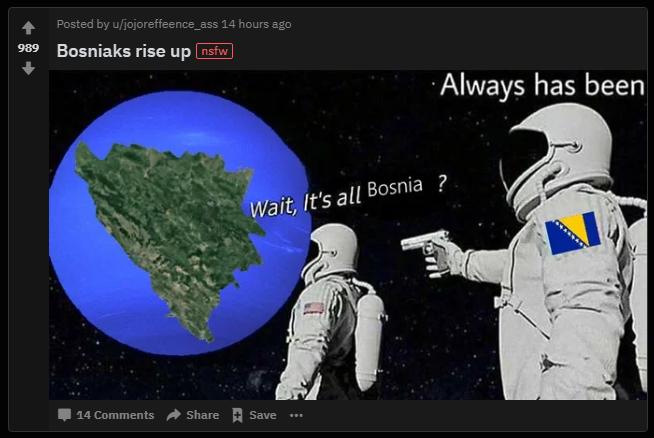 Posted by u/jojoreffeence_ass 14 hours ago
989
Bosniaks rise up nsfw
Always has been
Wait, It's all Bosnia ?
14 Comments Share Save